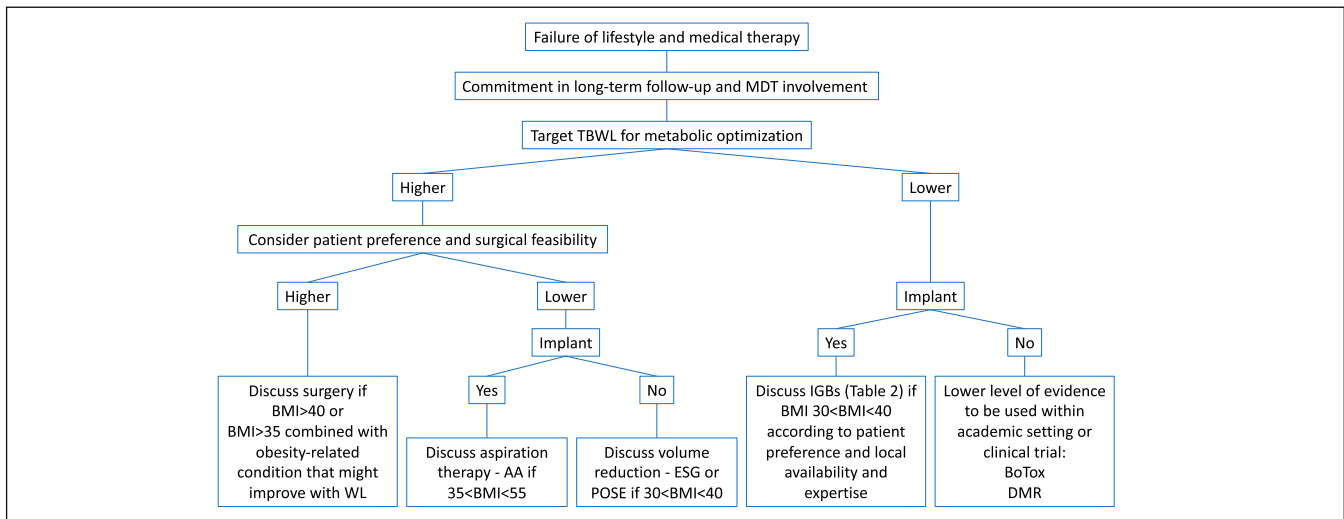 Failure of lifestyle and medical therapy
Commitment in long-term follow-up and MDT involvement
Target TBWL for metabolic optimization
Higher
Lower
Consider patient preference and surgical feasibility
Higher
Lower
Implant
Implant
Yes
No
Yes
No
Discuss surgery if
BMI>40 or
BMI>35 combined with
obesity-related
condition that might
improve with WL
Discuss aspiration
therapy - AA if
35<BMI<55
Discuss volume
reduction - ESG or
POSE if 30<BMI<40
Discuss IGBs (Table 2) if
BMI 30<BMI<40
according to patient
preference and local
availability and
expertise
Lower level of evidence
to be used within
academic setting or
clinical trial:
BoTox
DMR